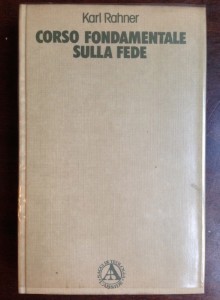 Karl Rahner
CORSO FONDAMENTALE
SULLA FEDE